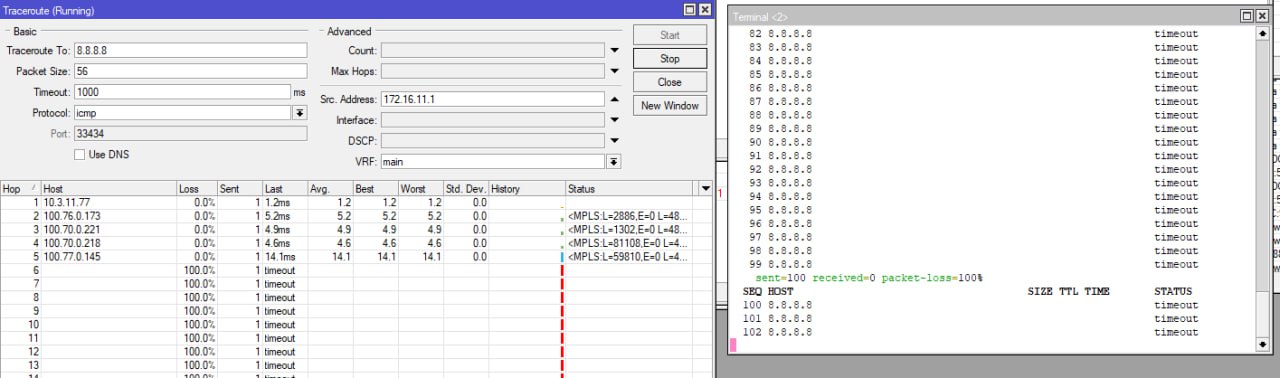 Traceroute (Running)
Basic
Traceroute To: 8.8.8.8
Packet Size: 56
Timeout: 1000 ms
Protocol: icmp
Port: 33434
Use DNS
Advanced
Count:
Max Hops:
Src. Address: 172.16.11.1
Interface:
DSCP:
VRF: main
Start
Stop
Close
New Window
Hop Host Loss Sent Last Avg. Best Worst Std. Dev. History Status
1 10.3.11.77 0.0% 1 1.2ms 1.2 1.2 1.2 0.0
2 100.76.0.173 0.0% 1 5.2ms 5.2 5.2 5.2 0.0 <MPLS:L=2886,E=0 L=48...
3 100.70.0.221 0.0% 1 4.9ms 4.9 4.9 4.9 0.0 <MPLS:L=1302,E=0 L=48...
4 100.70.0.218 0.0% 1 4.6ms 4.6 4.6 4.6 0.0 <MPLS:L=81108,E=0 L=4...
5 100.77.0.145 0.0% 1 14.1ms 14.1 14.1 14.1 0.0 <MPLS:L=59810,E=0 L=4...
6 100.0% 1 timeout
7 100.0% 1 timeout
8 100.0% 1 timeout
9 100.0% 1 timeout
10 100.0% 1 timeout
11 100.0% 1 timeout
12 100.0% 1 timeout
13 100.0% 1 timeout
14 100.0% 1 timeout
Terminal <2>
82 8.8.8.8 timeout
83 8.8.8.8 timeout
84 8.8.8.8 timeout
85 8.8.8.8 timeout
86 8.8.8.8 timeout
87 8.8.8.8 timeout
88 8.8.8.8 timeout
89 8.8.8.8 timeout
90 8.8.8.8 timeout
91 8.8.8.8 timeout
92 8.8.8.8 timeout
93 8.8.8.8 timeout
94 8.8.8.8 timeout
95 8.8.8.8 timeout
96 8.8.8.8 timeout
97 8.8.8.8 timeout
98 8.8.8.8 timeout
99 8.8.8.8 timeout
sent=100 received=0 packet-loss=100%
SEQ HOST SIZE TTL TIME STATUS
100 8.8.8.8 timeout
101 8.8.8.8 timeout
102 8.8.8.8 timeout